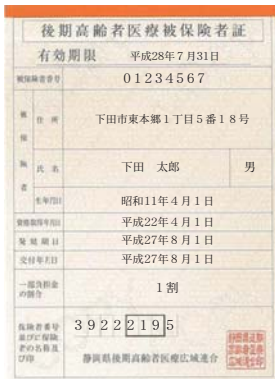 後期高齢者医療被保険者証
有効期限 平成28年7月31日
被保険者番号 01234567
被保険者
住所 下田市東本郷1丁目5番18号
氏名 下田 太郎 男
生年月日 昭和11年4月1日
資格取得年月日 平成22年4月1日
発効期日 平成27年8月1日
交付年月日 平成27年8月1日
一部負担金の割合 1割
保険者番号並びに保険者の名称及び印 39222195
静岡県後期高齢者医療広域連合